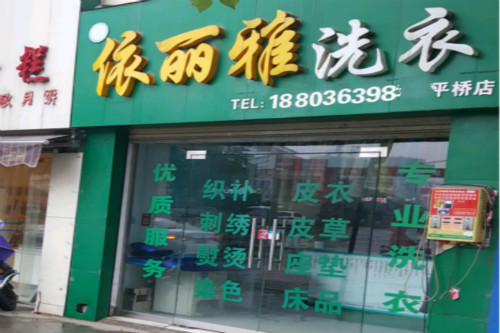 依丽雅洗衣
TEL: 188036398
平桥店
优质服务
织补
刺绣
熨烫
染色
皮衣
皮草
座垫
床品
专业洗衣